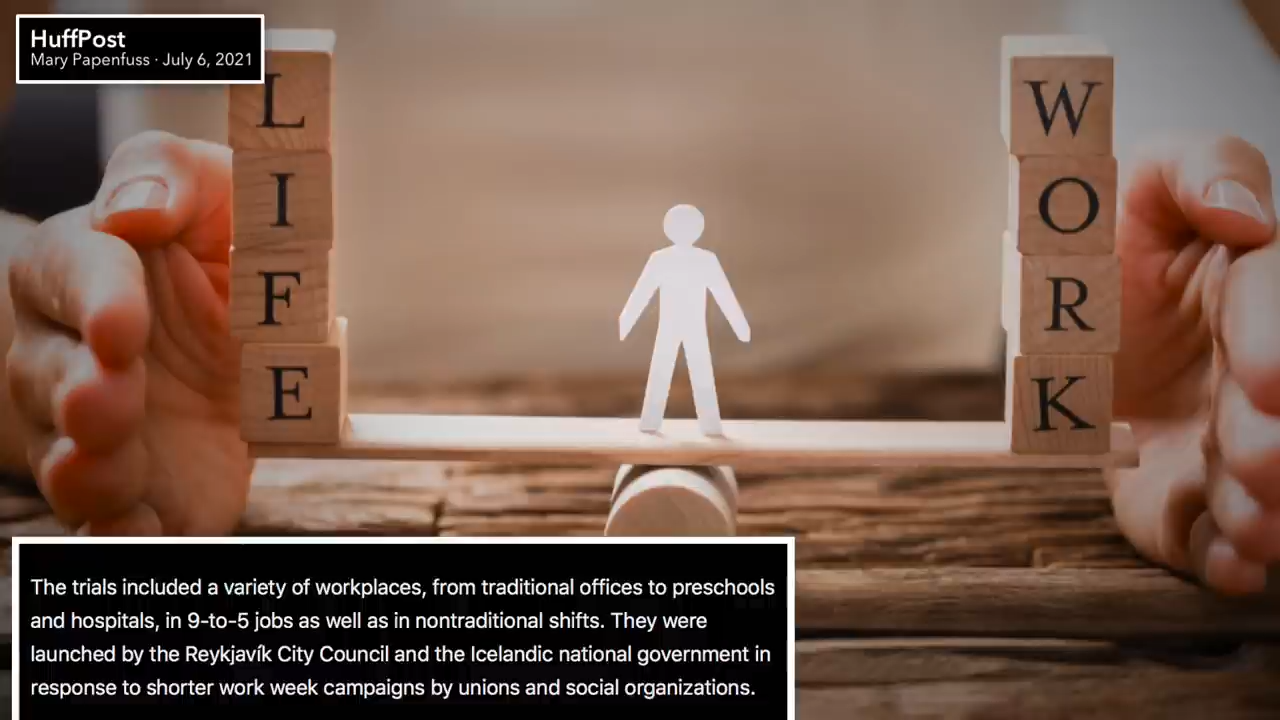 HuffPost
Mary Papenfuss · July 6, 2021
L
I
F
E
W
O
R
K
The trials included a variety of workplaces, from traditional offices to preschools
and hospitals, in 9-to-5 jobs as well as in nontraditional shifts. They were
launched by the Reykjavík City Council and the Icelandic national government in
response to shorter work week campaigns by unions and social organizations.